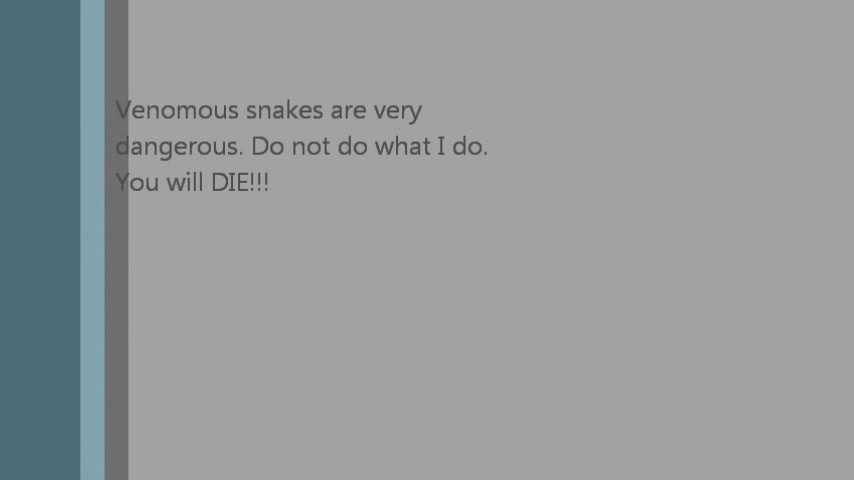 Venomous snakes are very
dangerous. Do not do what I do.
You will DIE!!!